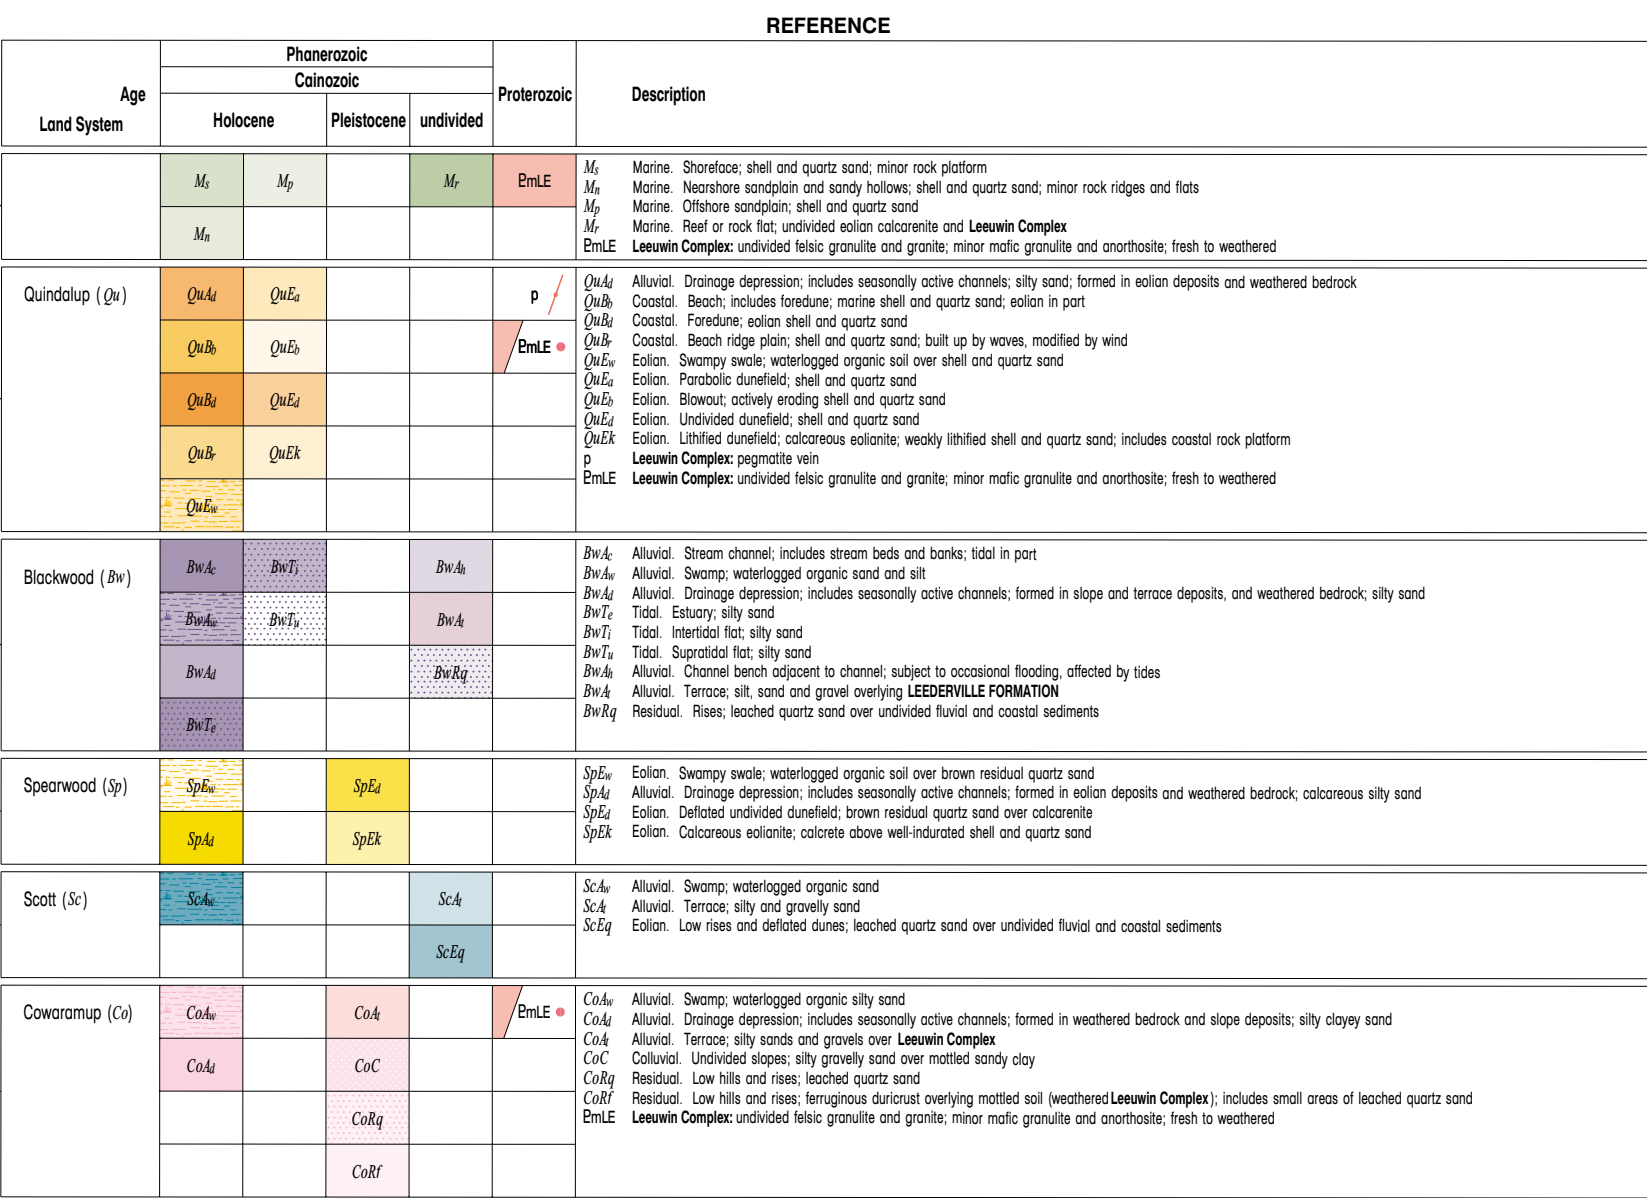 REFERENCE
Phanerozoic
Cainozoic
Age
Proterozoic
Description
Land System
Holocene
Pleistocene
undivided
Ms
Mp
Mr
PmLE
Mn
Ms Marine. Shoreface; shell and quartz sand; minor rock platform
Mn Marine. Nearshore sandplain and sandy hollows; shell and quartz sand; minor rock ridges and flats
Mp Marine. Offshore sandplain; shell and quartz sand
Mr Marine. Reef or rock flat; undivided eolian calcarenite and Leeuwin Complex
PmLE Leeuwin Complex: undivided felsic granulite and granite; minor mafic granulite and anorthosite; fresh to weathered
Quindalup (Qu)
QuAd
QuEa
p
QuBb
QuEb
PmLE
QuBd
QuEd
QuBr
QuEk
QuEw
QuAd Alluvial. Drainage depression; includes seasonally active channels; silty sand; formed in eolian deposits and weathered bedrock
QuBb Coastal. Beach; includes foredune; marine shell and quartz sand; eolian in part
QuBd Coastal. Foredune; eolian shell and quartz sand
QuBr Coastal. Beach ridge plain; shell and quartz sand; built up by waves, modified by wind
QuEw Eolian. Swampy swale; waterlogged organic soil over shell and quartz sand
QuEa Eolian. Parabolic dunefield; shell and quartz sand
QuEb Eolian. Blowout; actively eroding shell and quartz sand
QuEd Eolian. Undivided dunefield; shell and quartz sand
QuEk Eolian. Lithified dunefield; calcareous eolianite; weakly lithified shell and quartz sand; includes coastal rock platform
p Leeuwin Complex: pegmatite vein
PmLE Leeuwin Complex: undivided felsic granulite and granite; minor mafic granulite and anorthosite; fresh to weathered
Blackwood (Bw)
BwAc
BwTi
BwAh
BwAw
BwTu
BwAt
BwAd
BwRq
BwTe
BwAc Alluvial. Stream channel; includes stream beds and banks; tidal in part
BwAw Alluvial. Swamp; waterlogged organic sand and silt
BwAd Alluvial. Drainage depression; includes seasonally active channels; formed in slope and terrace deposits, and weathered bedrock; silty sand
BwTe Tidal. Estuary; silty sand
BwTi Tidal. Intertidal flat; silty sand
BwTu Tidal. Supratidal flat; silty sand
BwAh Alluvial. Channel bench adjacent to channel; subject to occasional flooding, affected by tides
BwAt Alluvial. Terrace; silt, sand and gravel overlying LEEDERVILLE FORMATION
BwRq Residual. Rises; leached quartz sand over undivided fluvial and coastal sediments
Spearwood (Sp)
SpEw
SpEd
SpAd
SpEk
SpEw Eolian. Swampy swale; waterlogged organic soil over brown residual quartz sand
SpAd Alluvial. Drainage depression; includes seasonally active channels; formed in eolian deposits and weathered bedrock; calcareous silty sand
SpEd Eolian. Deflated undivided dunefield; brown residual quartz sand over calcarenite
SpEk Eolian. Calcareous eolianite; calcrete above well-indurated shell and quartz sand
Scott (Sc)
ScAw
ScAt
ScEq
ScAw Alluvial. Swamp; waterlogged organic sand
ScAt Alluvial. Terrace; silty and gravelly sand
ScEq Eolian. Low rises and deflated dunes; leached quartz sand over undivided fluvial and coastal sediments
Cowaramup (Co)
CoAw
CoAt
PmLE
CoAd
CoC
CoRq
CoRf
CoAw Alluvial. Swamp; waterlogged organic silty sand
CoAd Alluvial. Drainage depression; includes seasonally active channels; formed in weathered bedrock and slope deposits; silty clayey sand
CoAt Alluvial. Terrace; silty sands and gravels over Leeuwin Complex
CoC Colluvial. Undivided slopes; silty gravelly sand over mottled sandy clay
CoRq Residual. Low hills and rises; leached quartz sand
CoRf Residual. Low hills and rises; ferruginous duricrust overlying mottled soil (weathered Leeuwin Complex); includes small areas of leached quartz sand
PmLE Leeuwin Complex: undivided felsic granulite and granite; minor mafic granulite and anorthosite; fresh to weathered